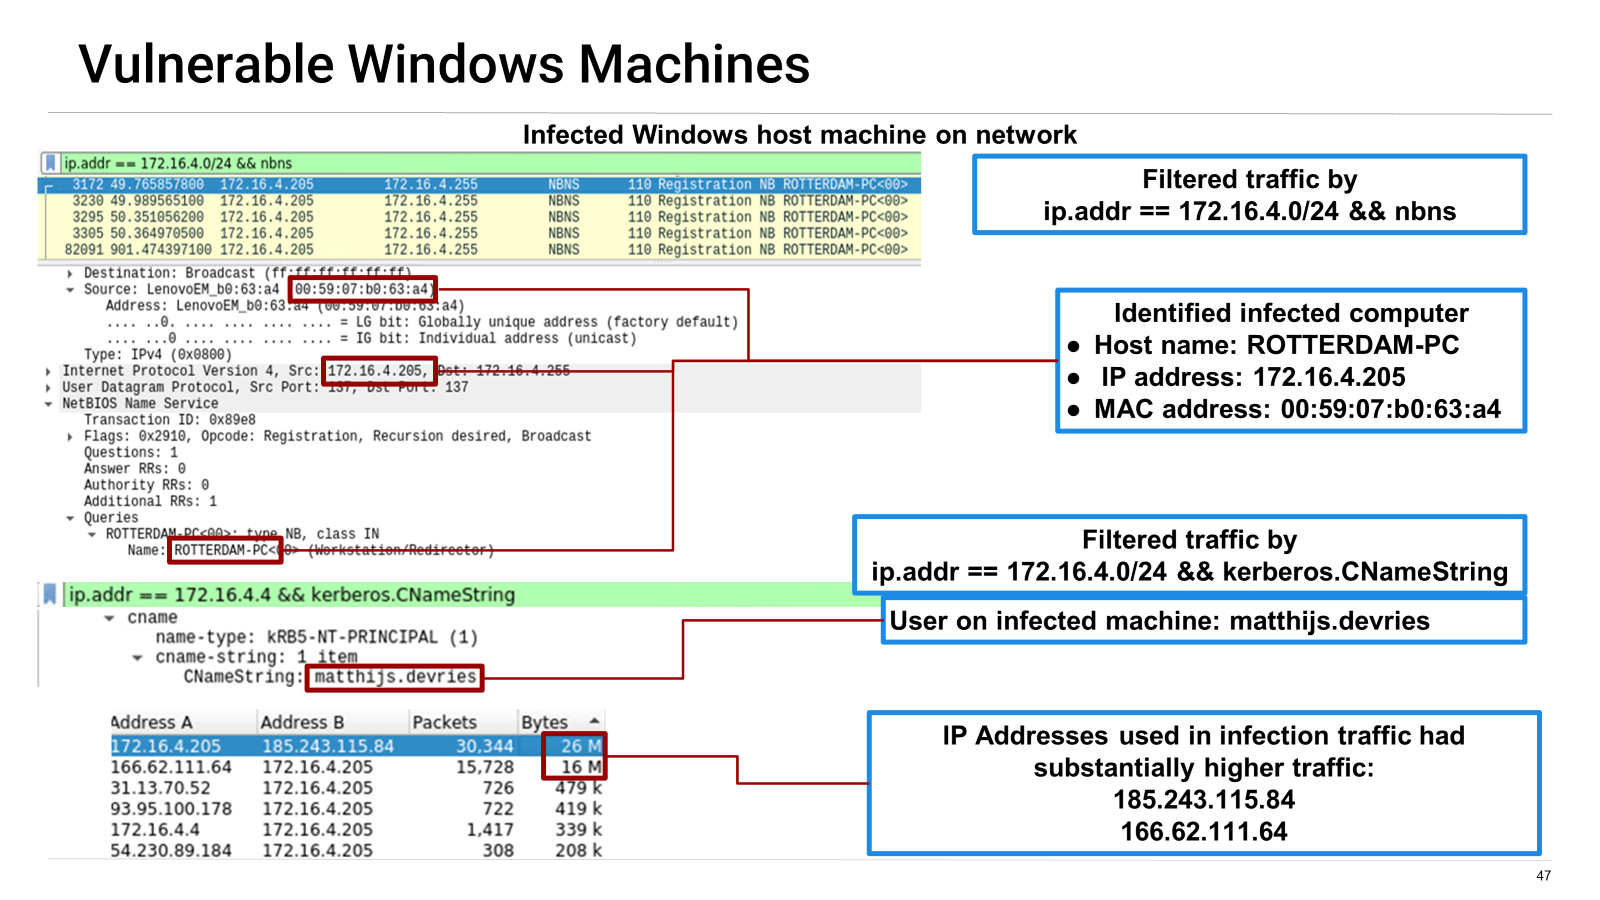 Vulnerable Windows Machines
Infected Windows host machine on network
ip.addr == 172.16.4.0/24 && nbns
3172 49.765857800 172.16.4.205 172.16.4.255 NBNS 110 Registration NB ROTTERDAM-PC<00>
3230 49.989565100 172.16.4.205 172.16.4.255 NBNS 110 Registration NB ROTTERDAM-PC<00>
3295 50.351056200 172.16.4.205 172.16.4.255 NBNS 110 Registration NB ROTTERDAM-PC<00>
3305 50.364970500 172.16.4.205 172.16.4.255 NBNS 110 Registration NB ROTTERDAM-PC<00>
82091 901.474397100 172.16.4.205 172.16.4.255 NBNS 110 Registration NB ROTTERDAM-PC<00>
Destination: Broadcast (ff:ff:ff:ff:ff:ff)
Source: LenovoEM_b0:63:a4 (00:59:07:b0:63:a4)
Address: LenovoEM_b0:63:a4 (00:59:07:b0:63:a4)
.... ..0. .... .... .... .... = LG bit: Globally unique address (factory default)
.... ...0 .... .... .... .... = IG bit: Individual address (unicast)
Type: IPv4 (0x0800)
Internet Protocol Version 4, Src: 172.16.4.205, Dst: 172.16.4.255
User Datagram Protocol, Src Port: 137, Dst Port: 137
NetBIOS Name Service
Transaction ID: 0x89e8
Flags: 0x2910, Opcode: Registration, Recursion desired, Broadcast
Questions: 1
Answer RRs: 0
Authority RRs: 0
Additional RRs: 1
Queries
ROTTERDAM-PC<00>: type NB, class IN
Name: ROTTERDAM-PC<00> (Workstation/Redirector)
Filtered traffic by
ip.addr == 172.16.4.0/24 && nbns
Identified infected computer
● Host name: ROTTERDAM-PC
● IP address: 172.16.4.205
● MAC address: 00:59:07:b0:63:a4
Filtered traffic by
ip.addr == 172.16.4.0/24 && kerberos.CNameString
ip.addr == 172.16.4.4 && kerberos.CNameString
cname
name-type: kRB5-NT-PRINCIPAL (1)
cname-string: 1 item
CNameString: matthijs.devries
User on infected machine: matthijs.devries
Address A Address B Packets Bytes
172.16.4.205 185.243.115.84 30,344 26 M
166.62.111.64 172.16.4.205 15,728 16 M
31.13.70.52 172.16.4.205 726 479 k
93.95.100.178 172.16.4.205 722 419 k
172.16.4.4 172.16.4.205 1,417 339 k
54.230.89.184 172.16.4.205 308 208 k
IP Addresses used in infection traffic had
substantially higher traffic:
185.243.115.84
166.62.111.64
47